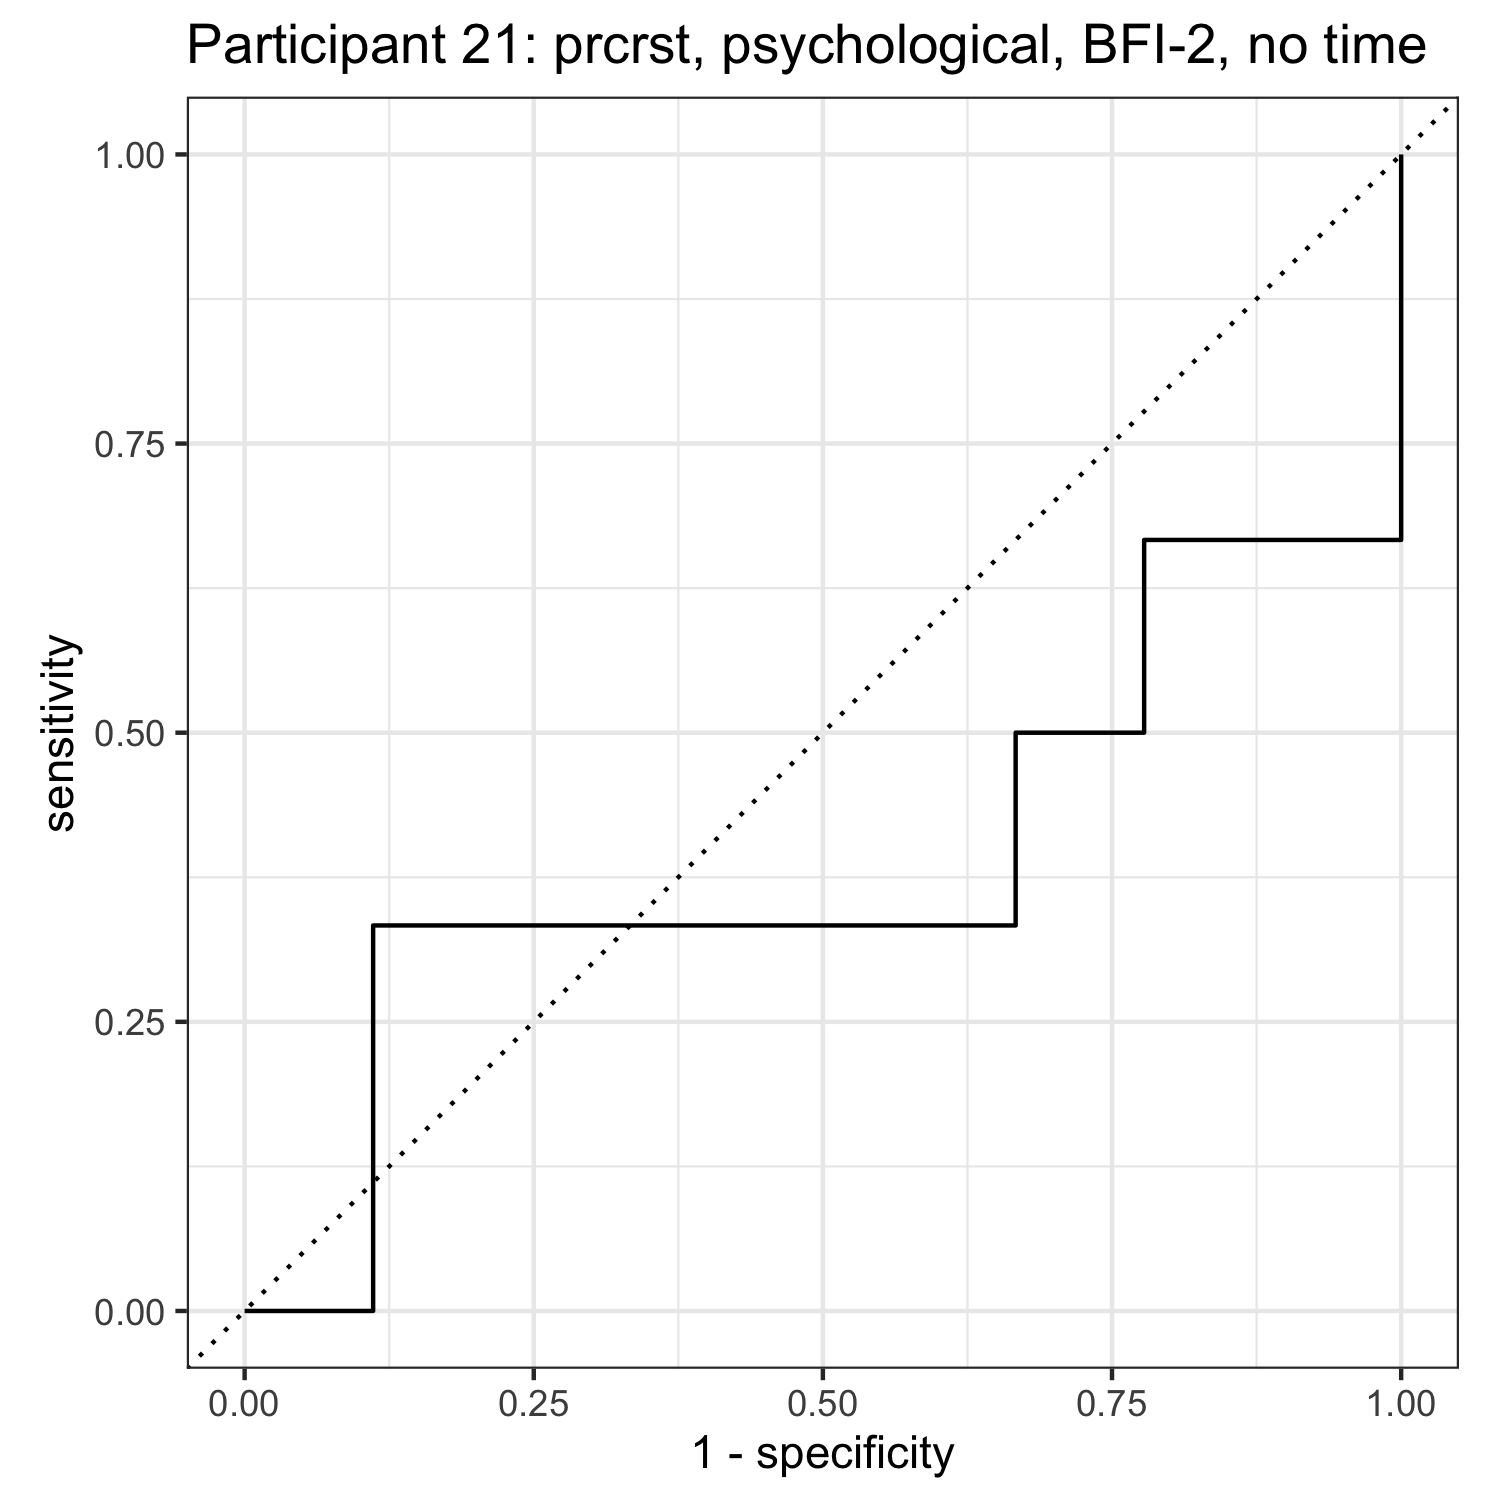 Participant 21: prcrst, psychological, BFI-2, no time
1.00
0.75
0.50
0.25
0.00
sensitivity
0.00 0.25 0.50 0.75 1.00
1 - specificity